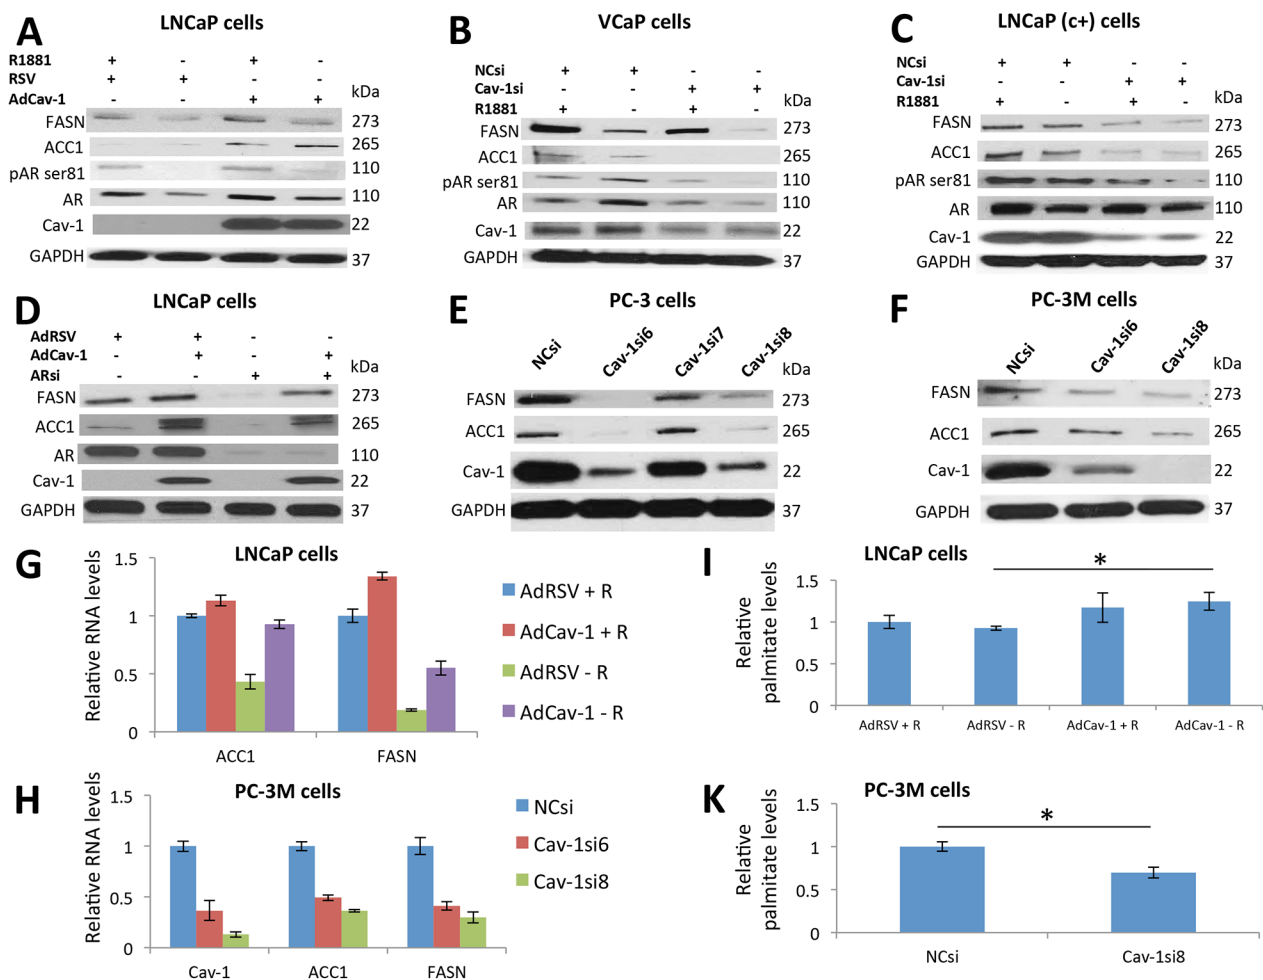 A LNCaP cells
R1881 + - + -
RSV + + - -
AdCav-1 - - + +
kDa
FASN 273
ACC1 265
pAR ser81 110
AR 110
Cav-1 22
GAPDH 37
B VCaP cells
NCsi + + - -
Cav-1si - - + +
R1881 + - + -
kDa
FASN 273
ACC1 265
pAR ser81 110
AR 110
Cav-1 22
GAPDH 37
C LNCaP (c+) cells
NCsi + + - -
Cav-1si - - + +
R1881 + - + -
kDa
FASN 273
ACC1 265
pAR ser81 110
AR 110
Cav-1 22
GAPDH 37
D LNCaP cells
AdRSV + + - -
AdCav-1 - + - +
ARsi - - + +
kDa
FASN 273
ACC1 265
AR 110
Cav-1 22
GAPDH 37
E PC-3 cells
NCsi Cav-1si6 Cav-1si7 Cav-1si8
kDa
FASN 273
ACC1 265
Cav-1 22
GAPDH 37
F PC-3M cells
NCsi Cav-1si6 Cav-1si8
kDa
FASN 273
ACC1 265
Cav-1 22
GAPDH 37
G LNCaP cells
Relative RNA levels
1.5
1
0.5
0
ACC1 FASN
AdRSV + R
AdCav-1 + R
AdRSV - R
AdCav-1 - R
I LNCaP cells
*
Relative
palmitate levels
1.5
1
0.5
0
AdRSV + R AdRSV - R AdCav-1 + R AdCav-1 - R
H PC-3M cells
Relative RNA levels
1.5
1
0.5
0
Cav-1 ACC1 FASN
NCsi
Cav-1si6
Cav-1si8
K PC-3M cells
*
Relative
palmitate levels
1.5
1
0.5
0
NCsi Cav-1si8